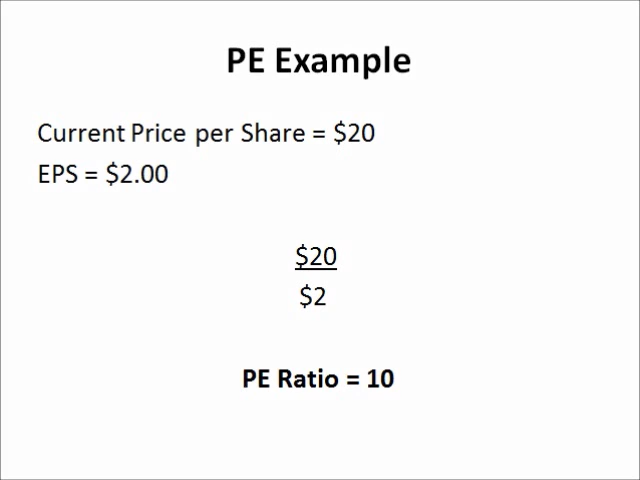 PE Example
Current Price per Share = $20
EPS = $2.00
$20
$2
PE Ratio = 10